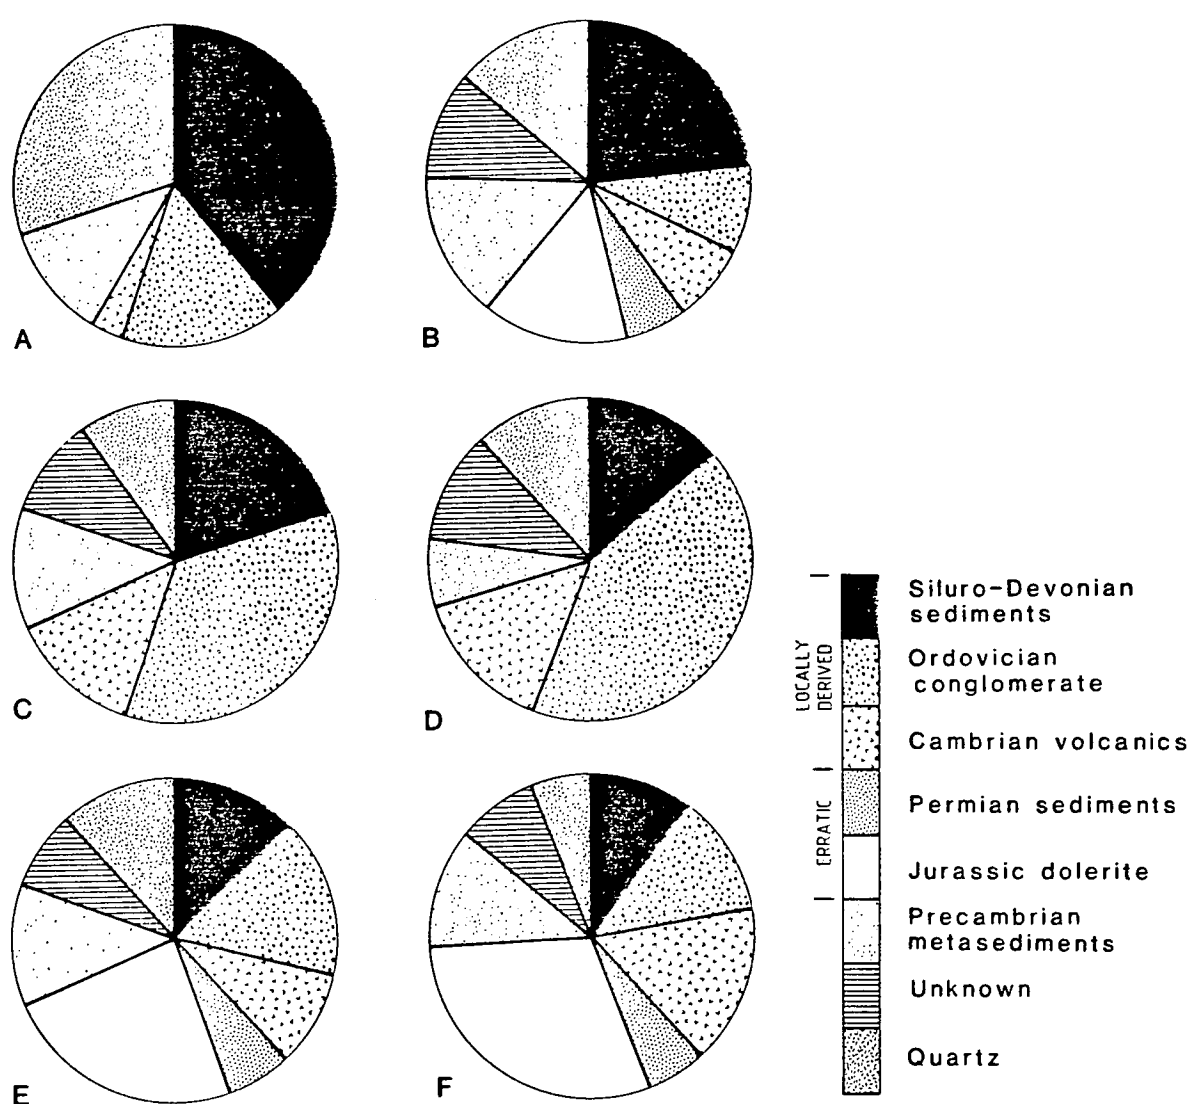 A
B
C
D
E
F
LOCALLY
DERIVED
ERRATIC
Siluro-Devonian
sediments
Ordovician
conglomerate
Cambrian volcanics
Permian sediments
Jurassic dolerite
Precambrian
metasediments
Unknown
Quartz